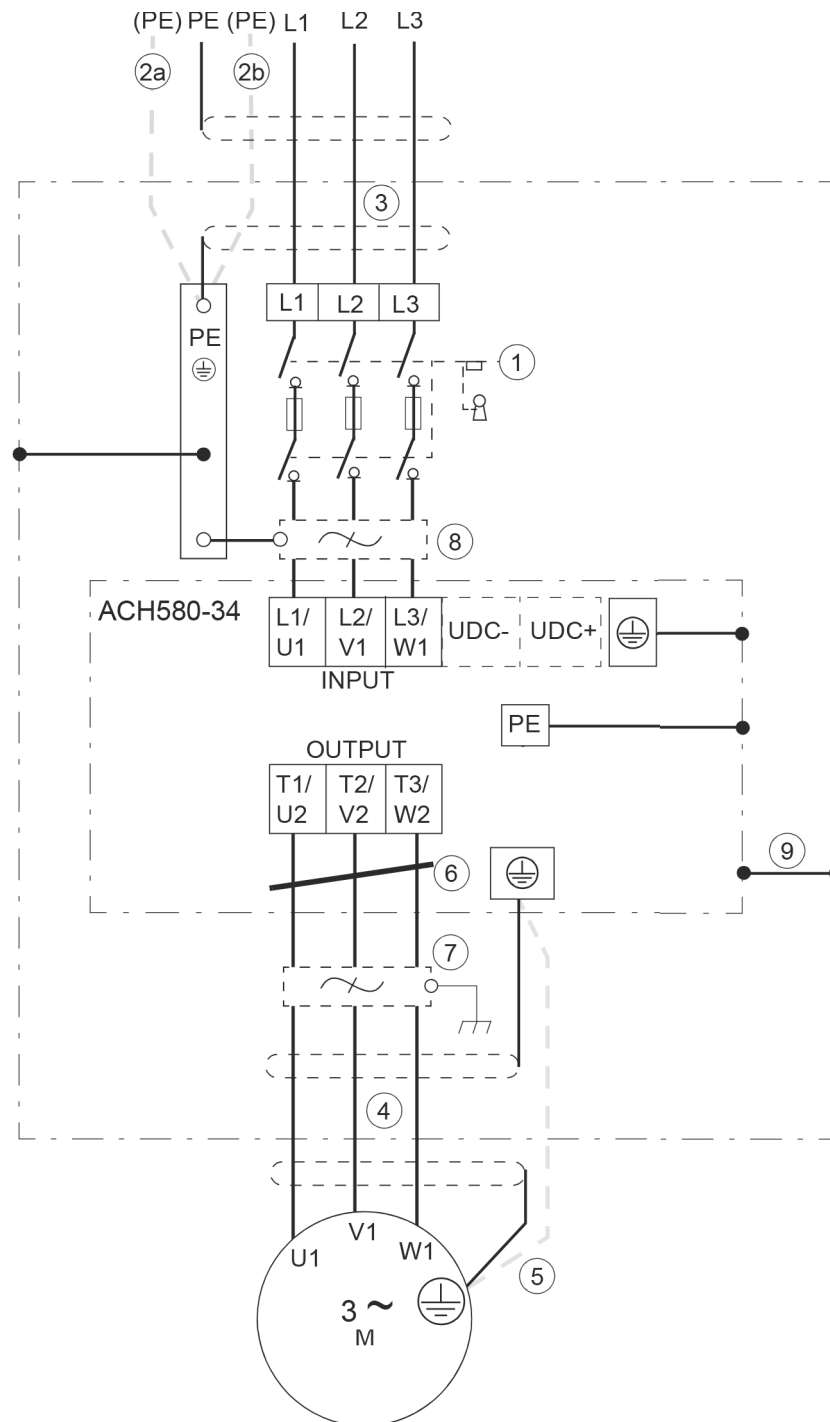 (PE) PE (PE) L1 L2 L3
2a 2b
3
L1 L2 L3
PE
1
8
ACH580-34
L1/ L2/ L3/
U1 V1 W1
UDC- UDC+
INPUT
PE
OUTPUT
T1/ T2/ T3/
U2 V2 W2
9
6
7
4
V1
U1 W1
5
3 ~
M